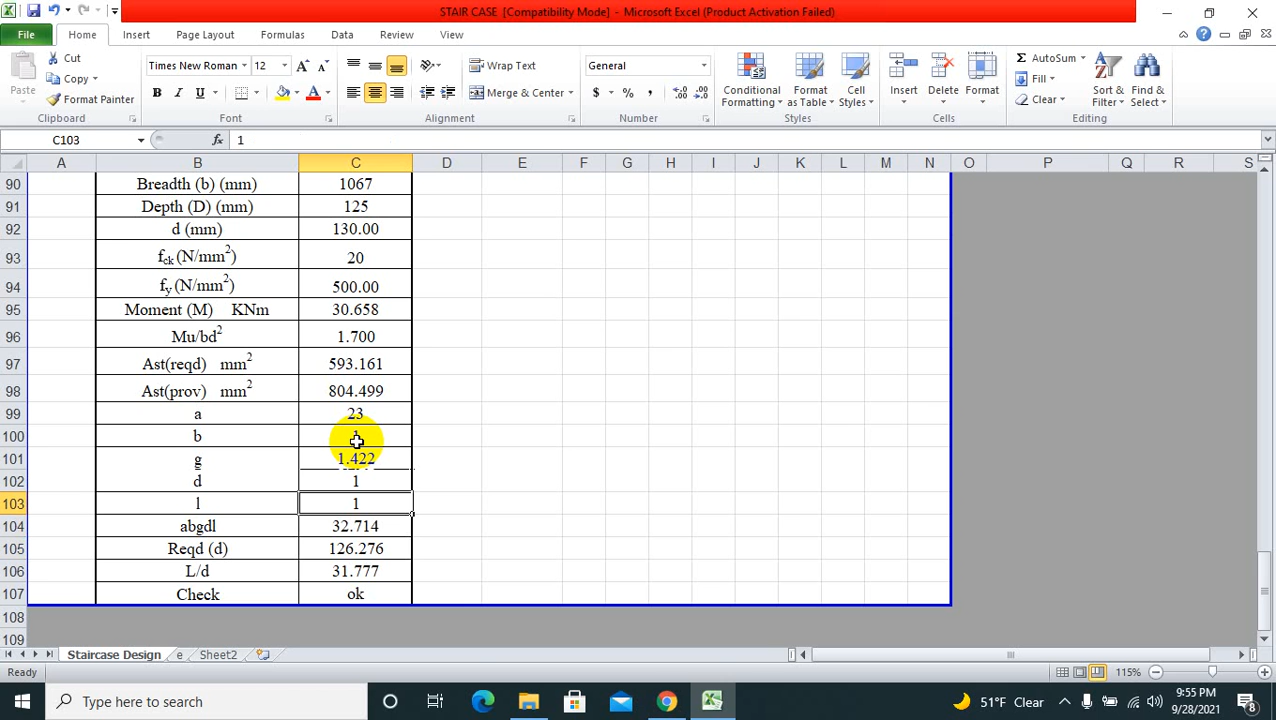 STAIR CASE [Compatibility Mode] – Microsoft Excel (Product Activation Failed)
File Home Insert Page Layout Formulas Data Review View
Paste
Cut
Copy
Format Painter
Clipboard
Times New Roman 12
B I U
Font
Wrap Text
Merge & Center
Alignment
General
$ % ,
Number
Conditional Formatting
Format as Table
Cell Styles
Styles
Insert Delete Format
Cells
Σ AutoSum
Fill
Clear
Sort & Filter
Find & Select
Editing
C103 fx 1
A B C D E F G H I J K L M N O P Q R S
90 Breadth (b) (mm) 1067
91 Depth (D) (mm) 125
92 d (mm) 130.00
93 fck (N/mm2) 20
94 fy (N/mm2) 500.00
95 Moment (M) KNm 30.658
96 Mu/bd2 1.700
97 Ast(reqd) mm2 593.161
98 Ast(prov) mm2 804.499
99 a 23
100 b
101 g 1.422
102 d 1
103 l 1
104 abgdl 32.714
105 Reqd (d) 126.276
106 L/d 31.777
107 Check ok
108
109
Staircase Design e Sheet2
Ready 115%
Type here to search
51°F Clear
9:55 PM
9/28/2021
8